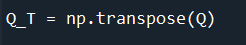 Q_T = np.transpose(Q)